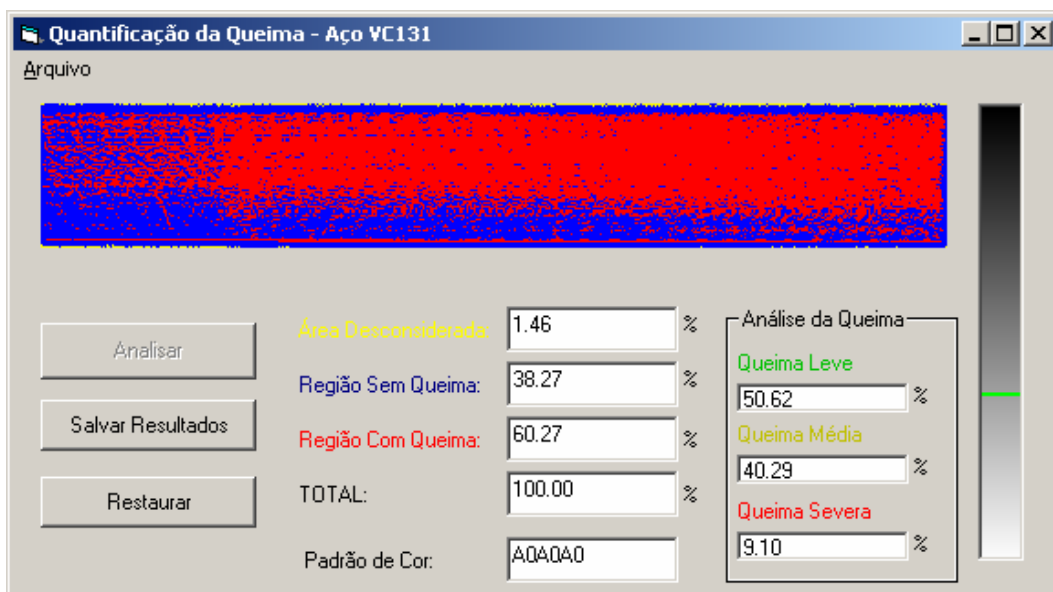 Quantificação da Queima - Aço VC131
Arquivo
Analisar
Salvar Resultados
Restaurar
Área Desconsiderada: 1.46 %
Região Sem Queima: 38.27 %
Região Com Queima: 60.27 %
TOTAL: 100.00 %
Padrão de Cor: A0A0A0
Análise da Queima
Queima Leve
50.62 %
Queima Média
40.29 %
Queima Severa
9.10 %